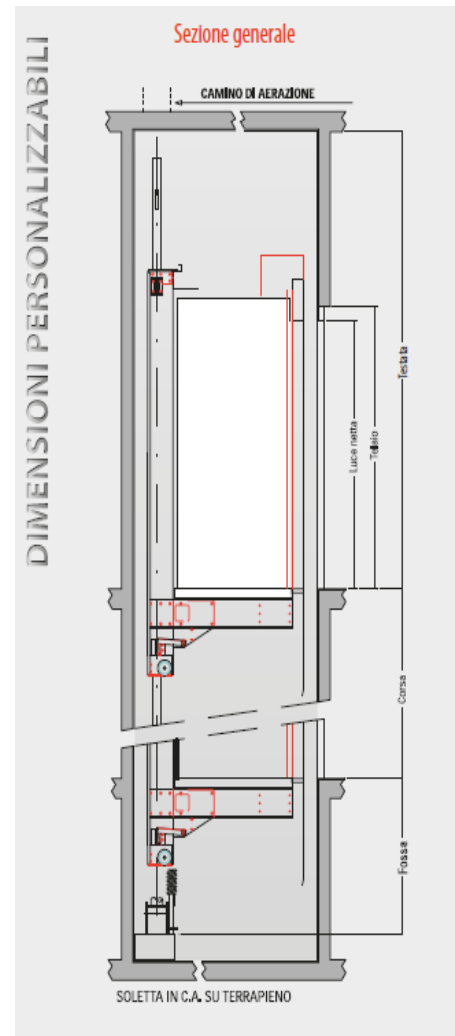 Sezione generale
DIMENSIONI PERSONALIZZABILI
CAMINO DI AERAZIONE
Testata
Luce netta
Telaio
Corsa
Fossa
SOLETTA IN C.A. SU TERRAPIENO